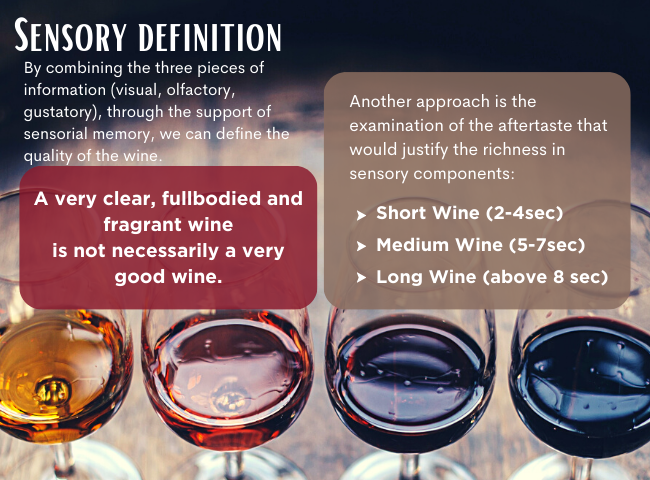 SENSORY DEFINITION
By combining the three pieces of
information (visual, olfactory,
gustatory), through the support of
sensorial memory, we can define the
quality of the wine.
A very clear, fullbodied and
fragrant wine
is not necessarily a very
good wine.
Another approach is the
examination of the aftertaste that
would justify the richness in
sensory components:
➤ Short Wine (2-4sec)
➤ Medium Wine (5-7sec)
➤ Long Wine (above 8 sec)